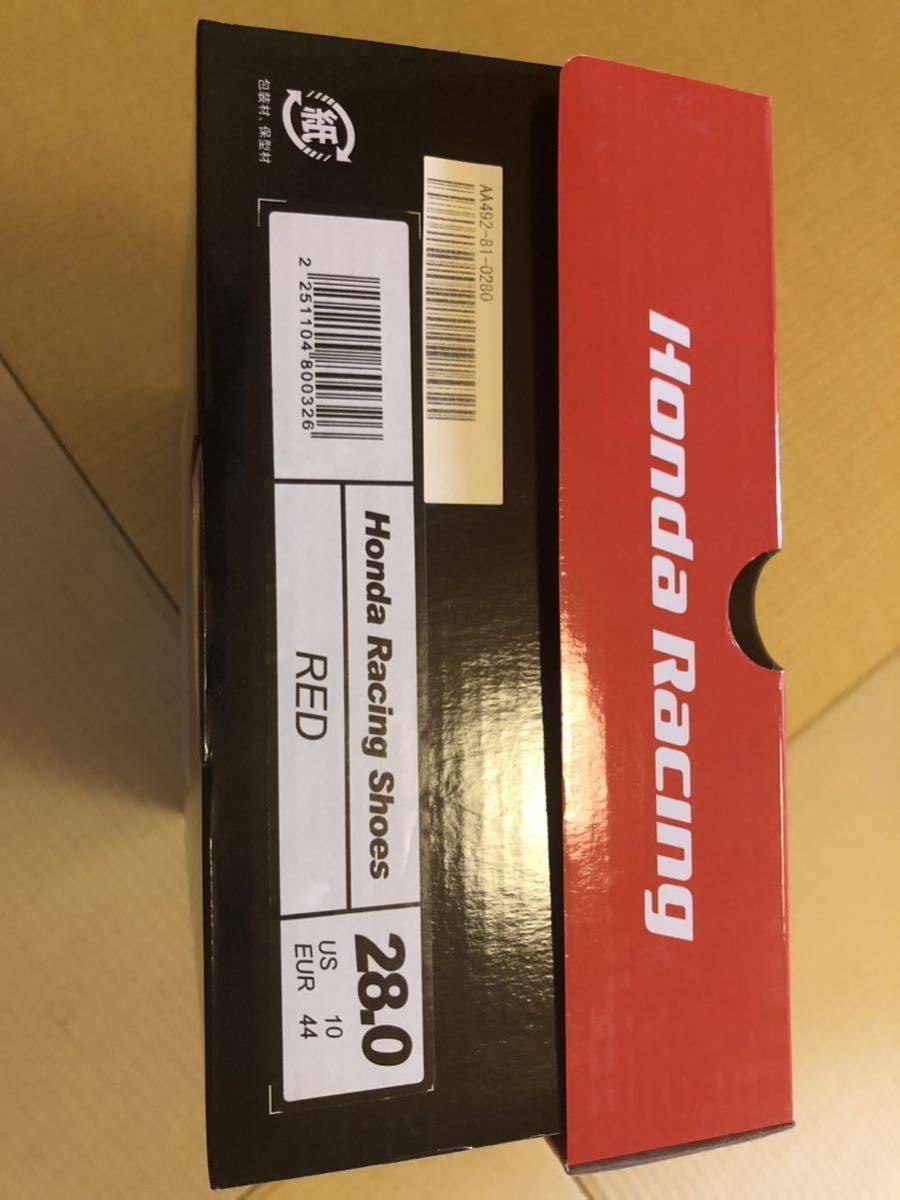 Honda Racing
AA492-81-0280
紙
包装材、保型材
2 251104 800326
Honda Racing Shoes
RED
28.0
US 10
EUR 44